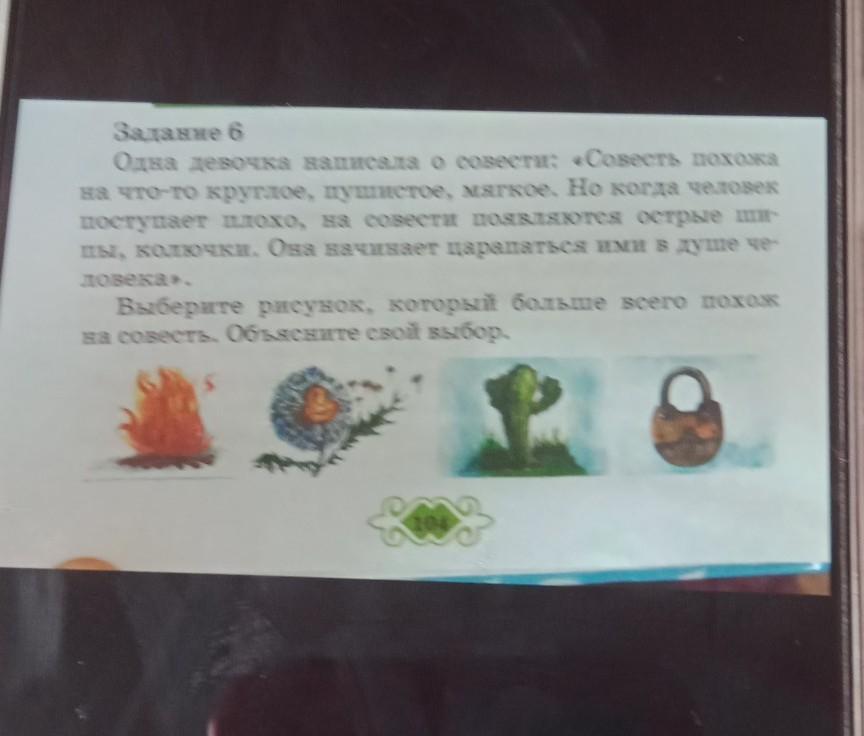 Задание 6
Одна девочка написала о совести: «Совесть похожа
на что-то круглое, пушистое, мягкое. Но когда человек
поступает плохо, на совести появляются острые ши-
пы, колючки. Она начинает царапаться ими в душе че-
ловека».
Выберите рисунок, который больше всего похож
на совесть. Объясните свой выбор.
104